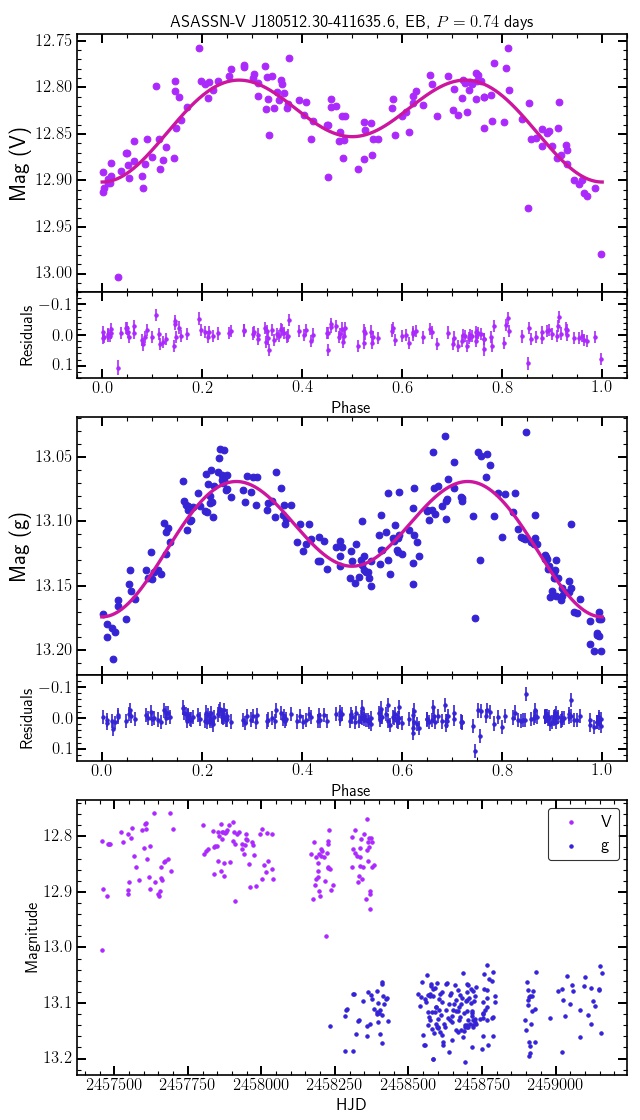 ASASSN-V J180512.30-411635.6, EB, P = 0.74 days
12.75
12.80
12.85
12.90
12.95
13.00
Mag (V)
−0.1
0.0
0.1
Residuals
0.0 0.2 0.4 0.6 0.8 1.0
Phase
13.05
13.10
13.15
13.20
Mag (g)
−0.1
0.0
0.1
Residuals
0.0 0.2 0.4 0.6 0.8 1.0
Phase
V
g
12.8
12.9
13.0
13.1
13.2
Magnitude
2457500 2457750 2458000 2458250 2458500 2458750 2459000
HJD